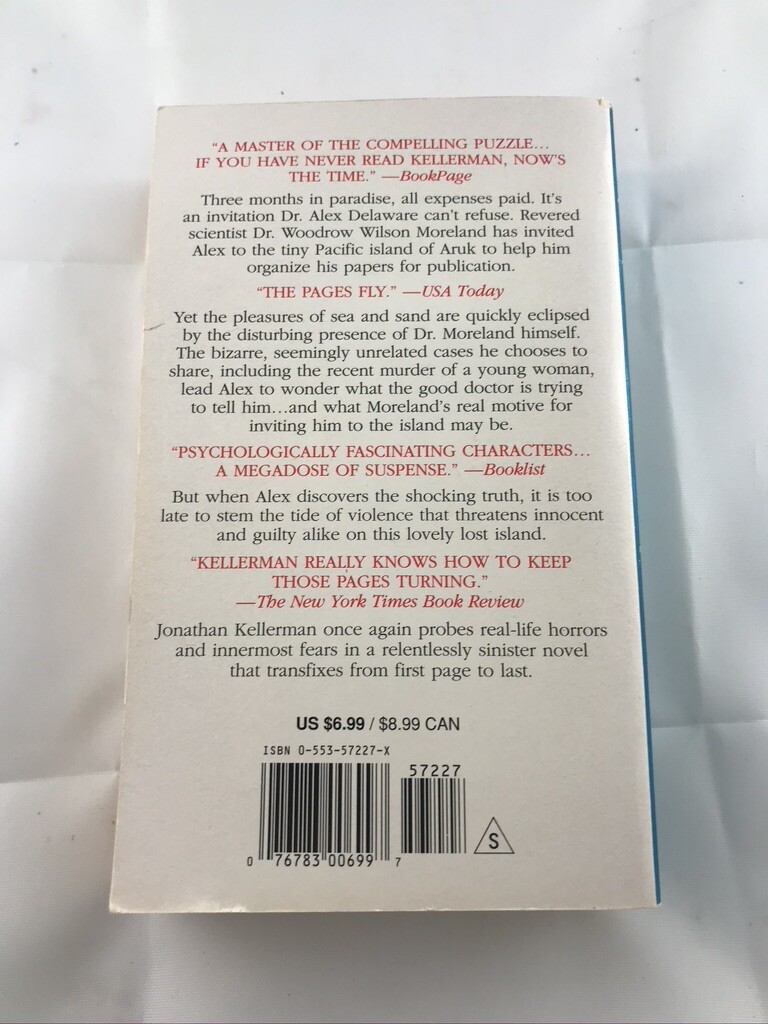 “A MASTER OF THE COMPELLING PUZZLE...
IF YOU HAVE NEVER READ KELLERMAN, NOW'S
THE TIME.” —BookPage
Three months in paradise, all expenses paid. It's
an invitation Dr. Alex Delaware can't refuse. Revered
scientist Dr. Woodrow Wilson Moreland has invited
Alex to the tiny Pacific island of Aruk to help him
organize his papers for publication.
“THE PAGES FLY.” —USA Today
Yet the pleasures of sea and sand are quickly eclipsed
by the disturbing presence of Dr. Moreland himself.
The bizarre, seemingly unrelated cases he chooses to
share, including the recent murder of a young woman,
lead Alex to wonder what the good doctor is trying
to tell him...and what Moreland's real motive for
inviting him to the island may be.
“PSYCHOLOGICALLY FASCINATING CHARACTERS...
A MEGADOSE OF SUSPENSE.” —Booklist
But when Alex discovers the shocking truth, it is too
late to stem the tide of violence that threatens innocent
and guilty alike on this lovely lost island.
“KELLERMAN REALLY KNOWS HOW TO KEEP
THOSE PAGES TURNING.”
—The New York Times Book Review
Jonathan Kellerman once again probes real-life horrors
and innermost fears in a relentlessly sinister novel
that transfixes from first page to last.
US $6.99 / $8.99 CAN
ISBN 0-553-57227-X
57227
0 76783 00699 7
S